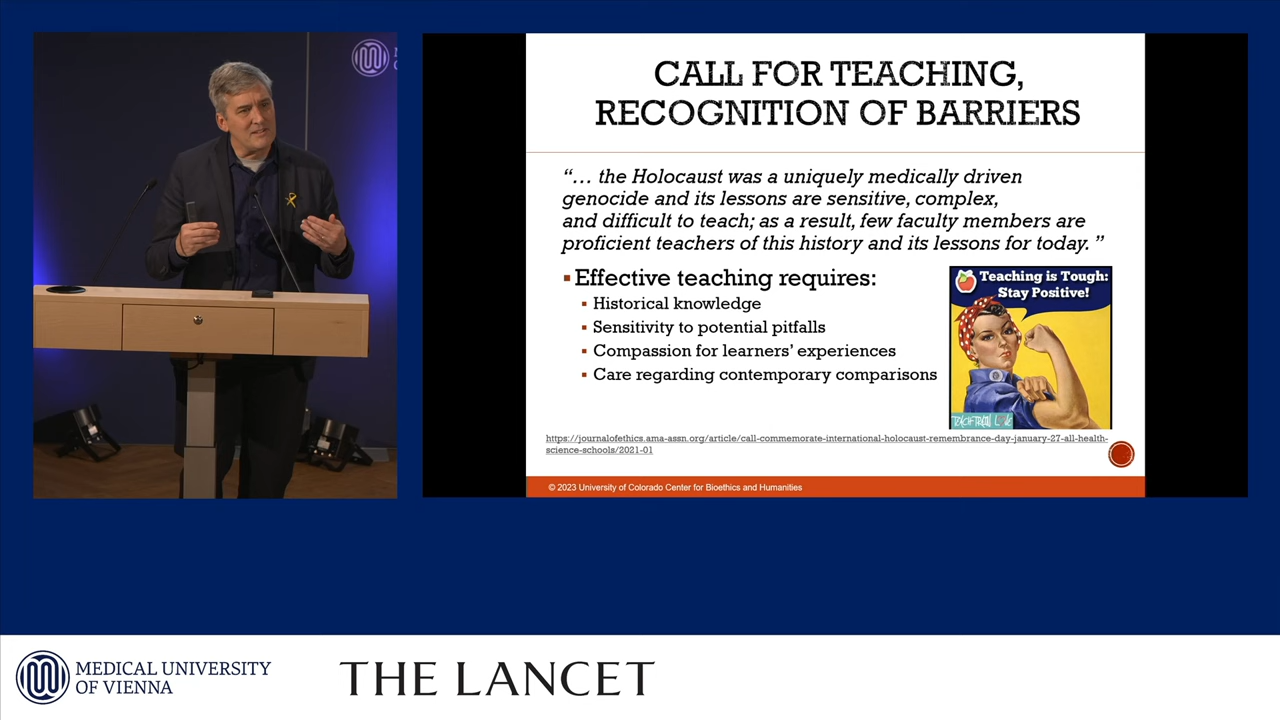 CALL FOR TEACHING,
RECOGNITION OF BARRIERS
“… the Holocaust was a uniquely medically driven
genocide and its lessons are sensitive, complex,
and difficult to teach; as a result, few faculty members are
proficient teachers of this history and its lessons for today. ”
Effective teaching requires:
Historical knowledge
Sensitivity to potential pitfalls
Compassion for learners’ experiences
Care regarding contemporary comparisons
Teaching is Tough:
Stay Positive!
https://journalofethics.ama-assn.org/article/call-commemorate-international-holocaust-remembrance-day-january-27-all-health-
science-schools/2021-01
© 2023 University of Colorado Center for Bioethics and Humanities
MEDICAL UNIVERSITY
OF VIENNA
THE LANCET